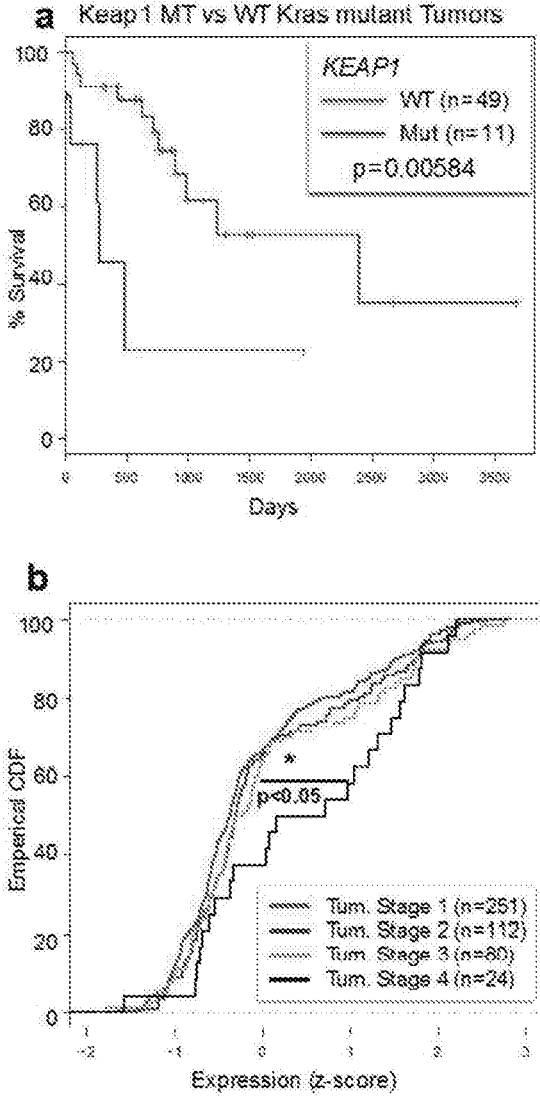 a Keap1 MT vs WT Kras mutant Tumors
KEAP1
WT (n=49)
Mut (n=11)
p=0.00584
100
80
60
40
20
0
% Survival
0 500 1000 1500 2000 2500 3000 3500
Days
b
100
80
60
40
20
0
Emperical CDF
*
p<0.05
Tum. Stage 1 (n=251)
Tum. Stage 2 (n=112)
Tum. Stage 3 (n=80)
Tum. Stage 4 (n=24)
-2 -1 0
Expression (z-score)